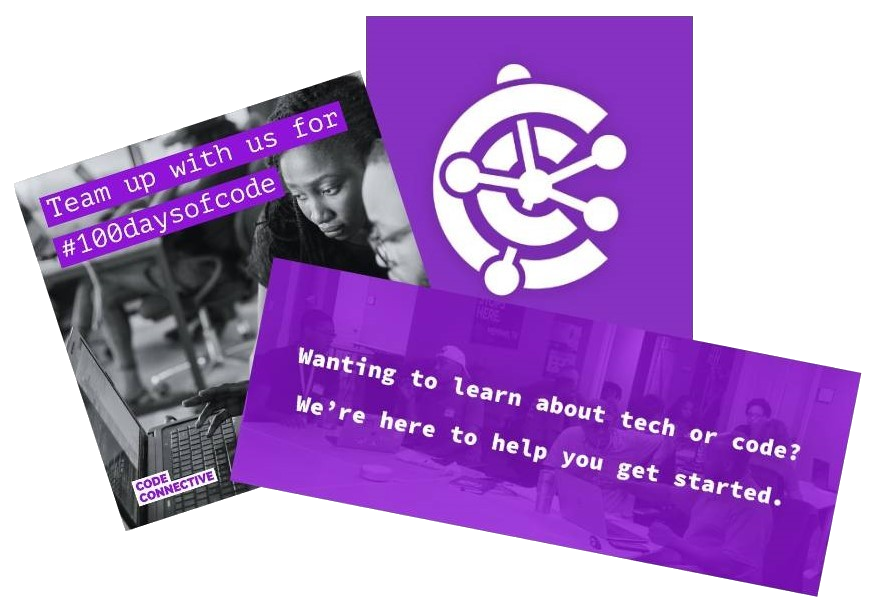 Team up with us for
#100daysofcode
CODE
CONNECTIVE
Wanting to learn about tech or code?
We’re here to help you get started.